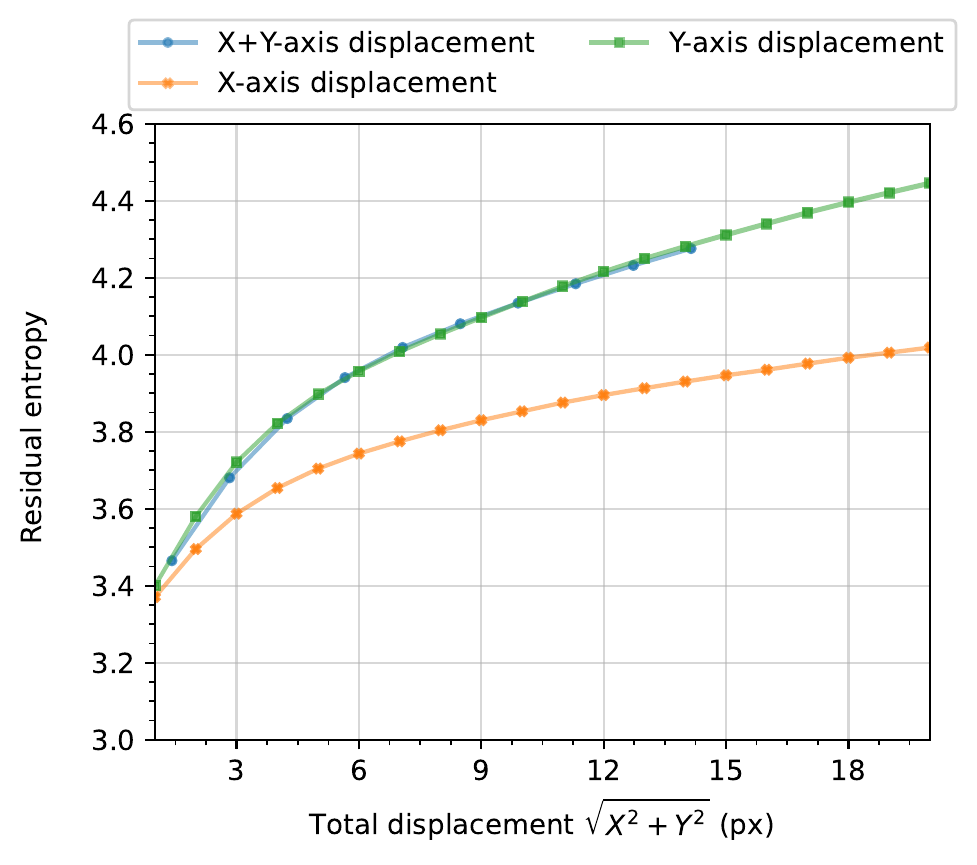 X+Y-axis displacement
Y-axis displacement
X-axis displacement
4.6
4.4
4.2
4.0
3.8
3.6
3.4
3.2
3.0
Residual entropy
3 6 9 12 15 18
Total displacement √X² + Y² (px)